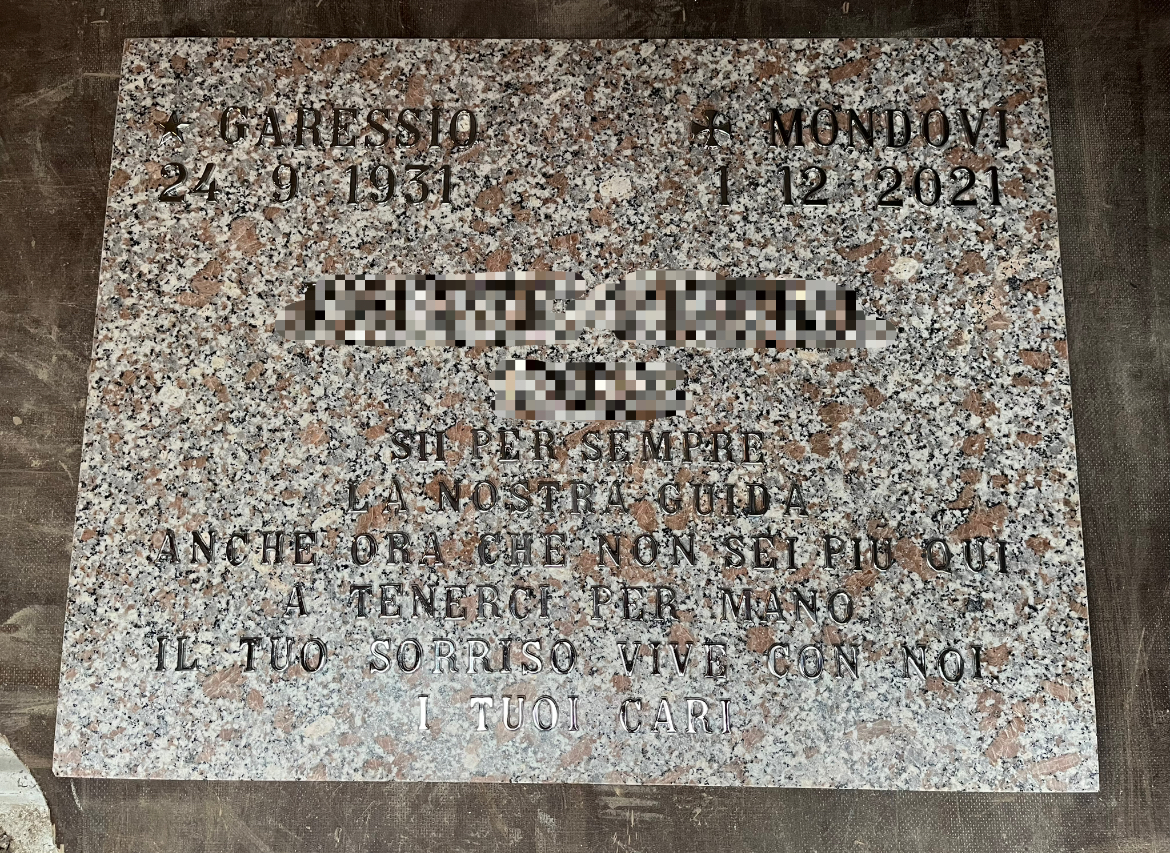 ★ GARESSIO ✠ MONDOVÍ
24 9 1931 1 12 2021
SII PER SEMPRE
LA NOSTRA GUIDA
ANCHE ORA CHE NON SEI PIU QUI
A TENERCI PER MANO.
IL TUO SORRISO VIVE CON NOI.
I TUOI CARI